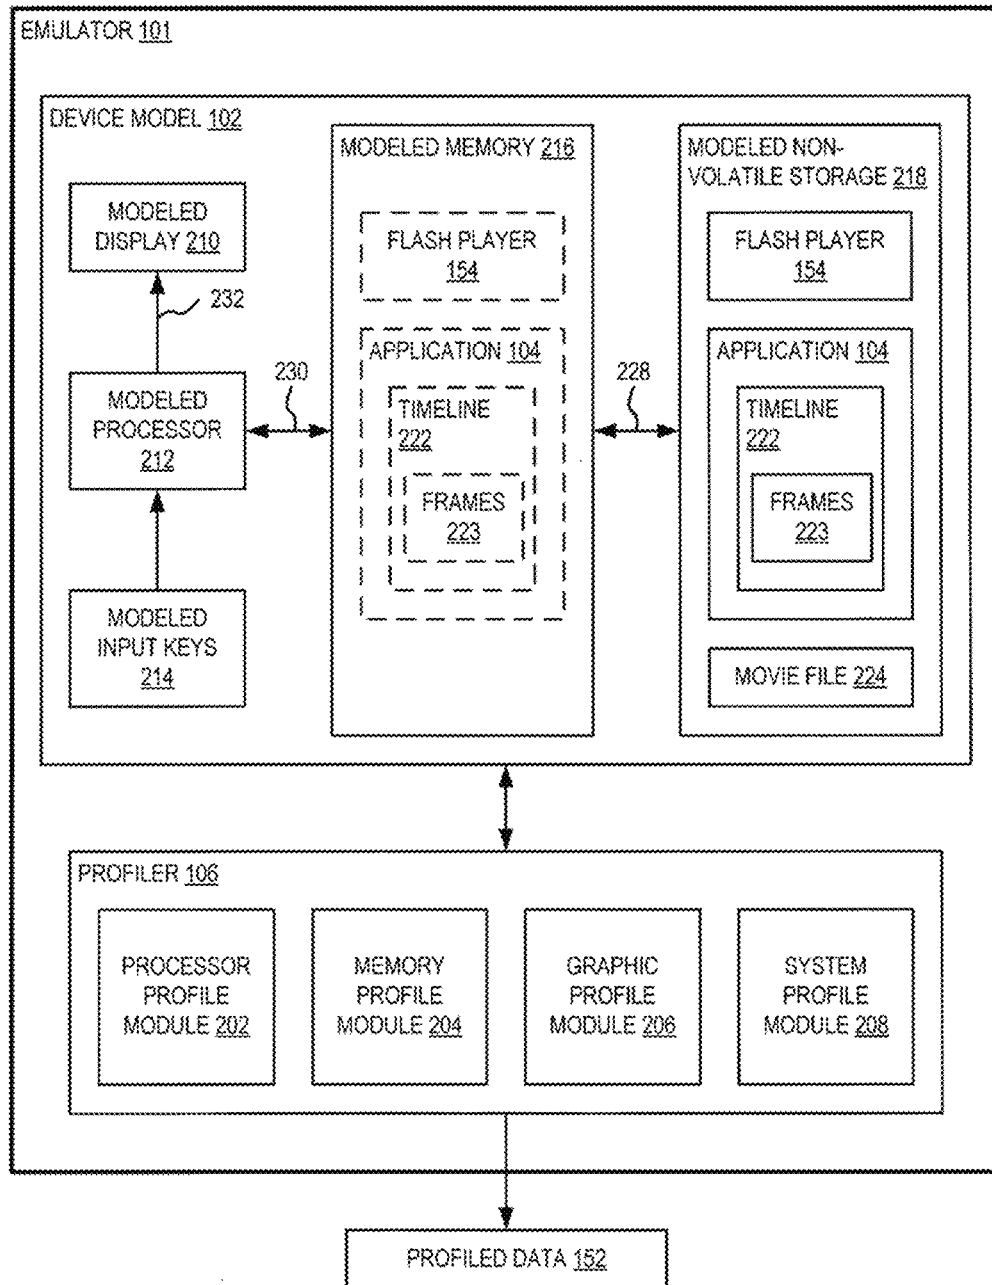 EMULATOR 101
DEVICE MODEL 102
MODELED
DISPLAY 210
232
MODELED
PROCESSOR
212
MODELED
INPUT KEYS
214
230
MODELED MEMORY 216
FLASH PLAYER
154
APPLICATION 104
TIMELINE
222
FRAMES
223
228
MODELED NON-
VOLATILE STORAGE 218
FLASH PLAYER
154
APPLICATION 104
TIMELINE
222
FRAMES
223
MOVIE FILE 224
PROFILER 106
PROCESSOR
PROFILE
MODULE 202
MEMORY
PROFILE
MODULE 204
GRAPHIC
PROFILE
MODULE 206
SYSTEM
PROFILE
MODULE 208
PROFILED DATA 152